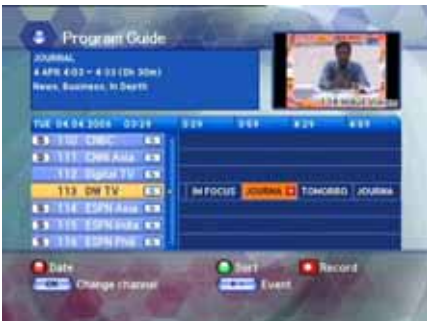 Program Guide
JOURNAL
4 APR 4:03 - 4:33 (0h 30m)
News, Business, In Depth
TUE 04.04.2006 03:29 3:29 3:59 4:29 4:59
110 CNBC
111 CNN Asia
112 Digital TV
113 DW TV IN FOCUS JOURNA TOMORRO JOURNA
114 ESPN Asia
115 ESPN India
116 ESPN Phil
Date Sort Record
OK Change channel Event